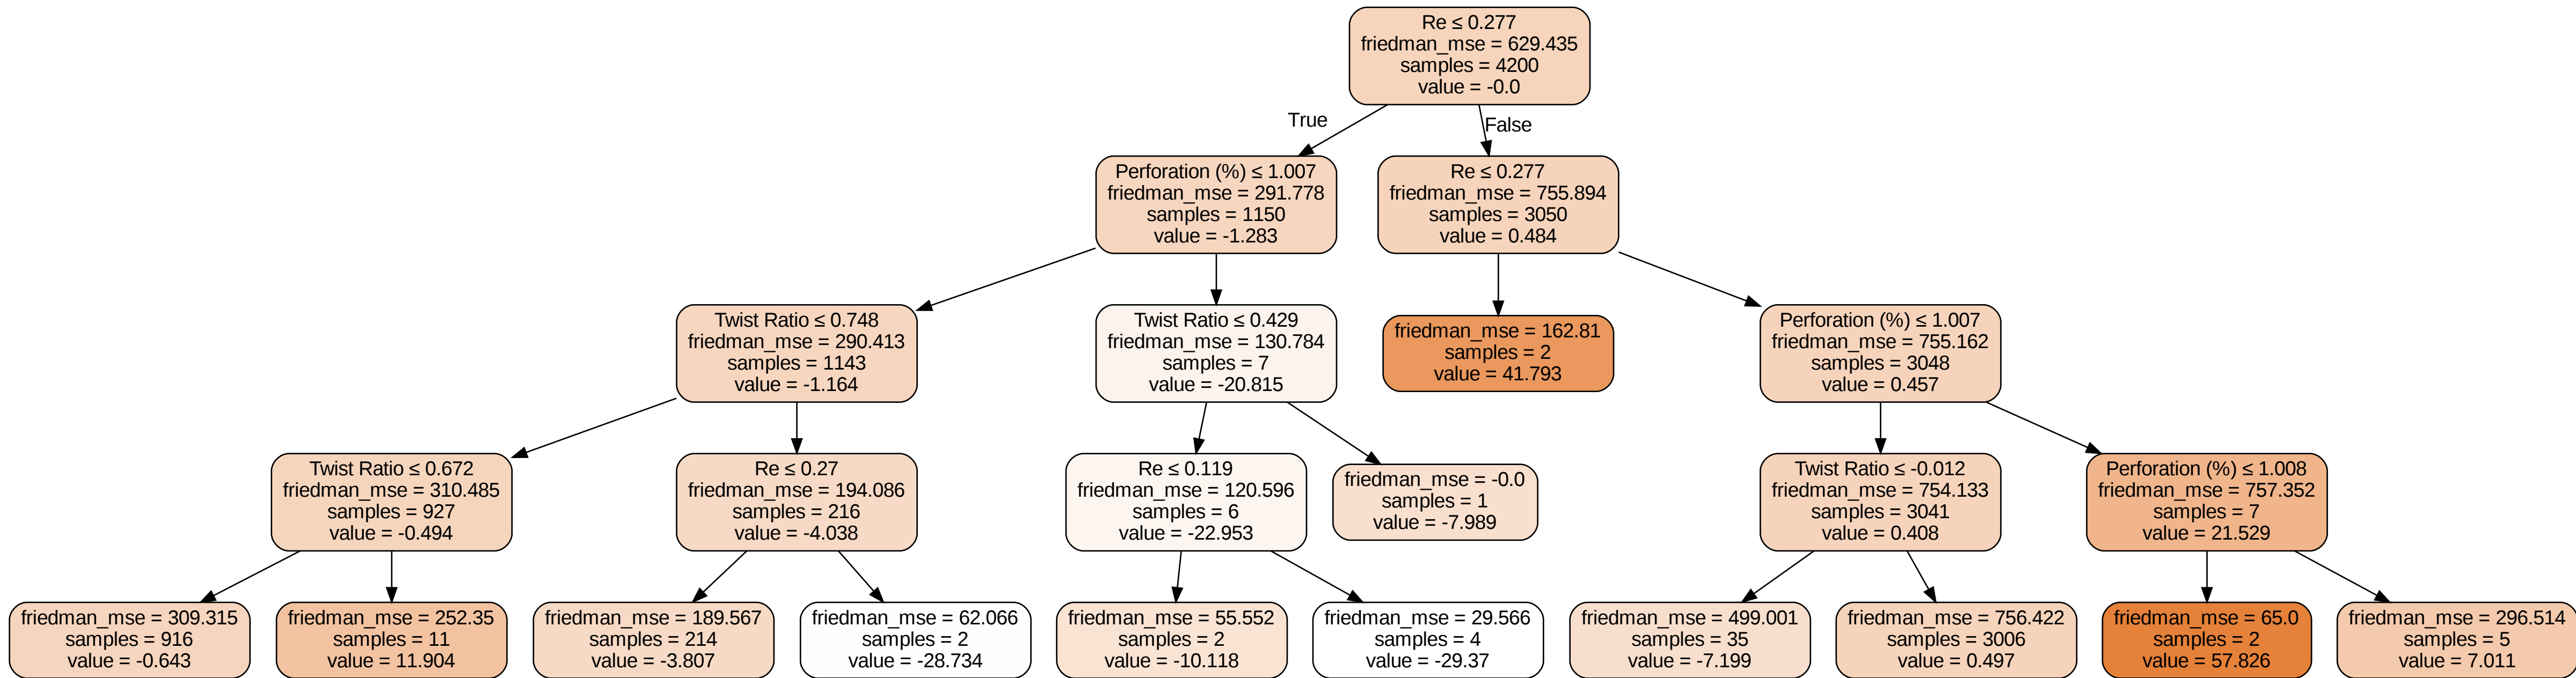 Re ≤ 0.277
friedman_mse = 629.435
samples = 4200
value = -0.0
True
False
Perforation (%) ≤ 1.007
friedman_mse = 291.778
samples = 1150
value = -1.283
Re ≤ 0.277
friedman_mse = 755.894
samples = 3050
value = 0.484
Twist Ratio ≤ 0.748
friedman_mse = 290.413
samples = 1143
value = -1.164
Twist Ratio ≤ 0.429
friedman_mse = 130.784
samples = 7
value = -20.815
friedman_mse = 162.81
samples = 2
value = 41.793
Perforation (%) ≤ 1.007
friedman_mse = 755.162
samples = 3048
value = 0.457
Twist Ratio ≤ 0.672
friedman_mse = 310.485
samples = 927
value = -0.494
Re ≤ 0.27
friedman_mse = 194.086
samples = 216
value = -4.038
Re ≤ 0.119
friedman_mse = 120.596
samples = 6
value = -22.953
friedman_mse = -0.0
samples = 1
value = -7.989
Twist Ratio ≤ -0.012
friedman_mse = 754.133
samples = 3041
value = 0.408
Perforation (%) ≤ 1.008
friedman_mse = 757.352
samples = 7
value = 21.529
friedman_mse = 309.315
samples = 916
value = -0.643
friedman_mse = 252.35
samples = 11
value = 11.904
friedman_mse = 189.567
samples = 214
value = -3.807
friedman_mse = 62.066
samples = 2
value = -28.734
friedman_mse = 55.552
samples = 2
value = -10.118
friedman_mse = 29.566
samples = 4
value = -29.37
friedman_mse = 499.001
samples = 35
value = -7.199
friedman_mse = 756.422
samples = 3006
value = 0.497
friedman_mse = 65.0
samples = 2
value = 57.826
friedman_mse = 296.514
samples = 5
value = 7.011